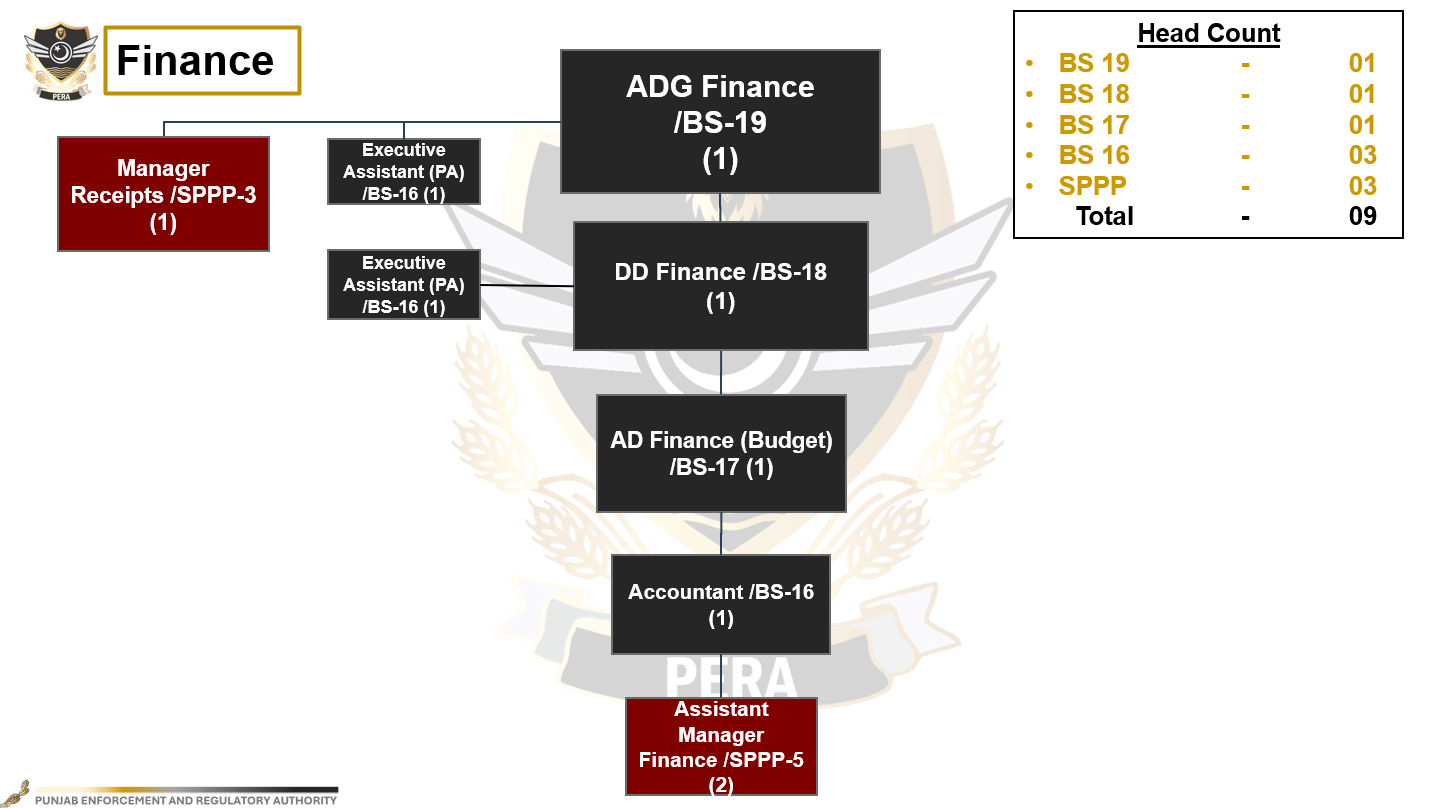 PERA
Finance
ADG Finance
/BS-19
(1)
Head Count
• BS 19 - 01
• BS 18 - 01
• BS 17 - 01
• BS 16 - 03
• SPPP - 03
Total - 09
Manager
Receipts /SPPP-3
(1)
Executive
Assistant (PA)
/BS-16 (1)
Executive
Assistant (PA)
/BS-16 (1)
DD Finance /BS-18
(1)
AD Finance (Budget)
/BS-17 (1)
Accountant /BS-16
(1)
PERA
Assistant
Manager
Finance /SPPP-5
(2)
PUNJAB ENFORCEMENT AND REGULATORY AUTHORITY